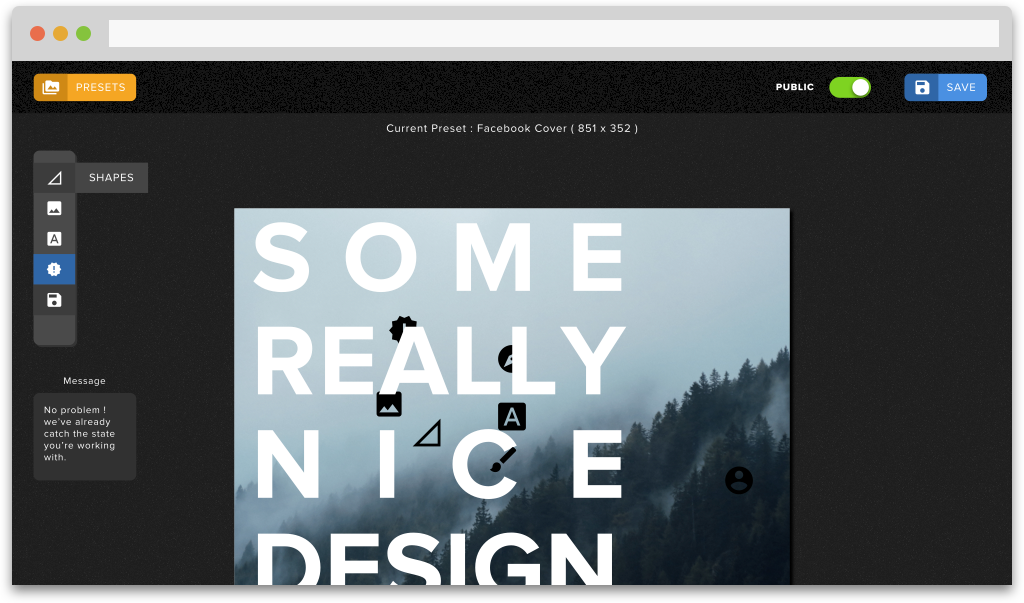 PRESETS
PUBLIC
SAVE
Current Preset : Facebook Cover ( 851 x 352 )
SHAPES
A
Message
No problem !
we've already
catch the state
you're working
with.
SOME
REALLY
A
NICE
DESIGN